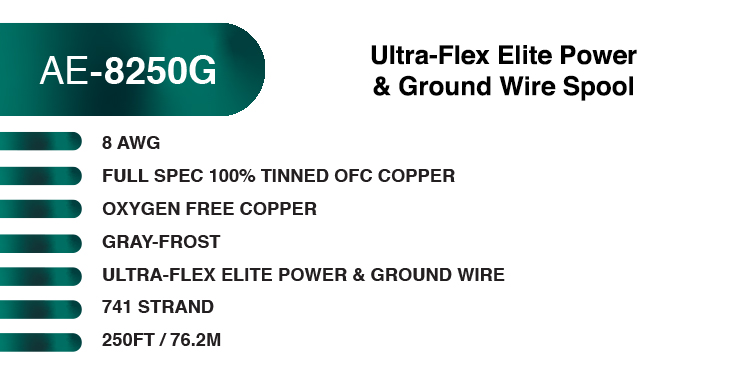 AE-8250G
Ultra-Flex Elite Power
& Ground Wire Spool
8 AWG
FULL SPEC 100% TINNED OFC COPPER
OXYGEN FREE COPPER
GRAY-FROST
ULTRA-FLEX ELITE POWER & GROUND WIRE
741 STRAND
250FT / 76.2M